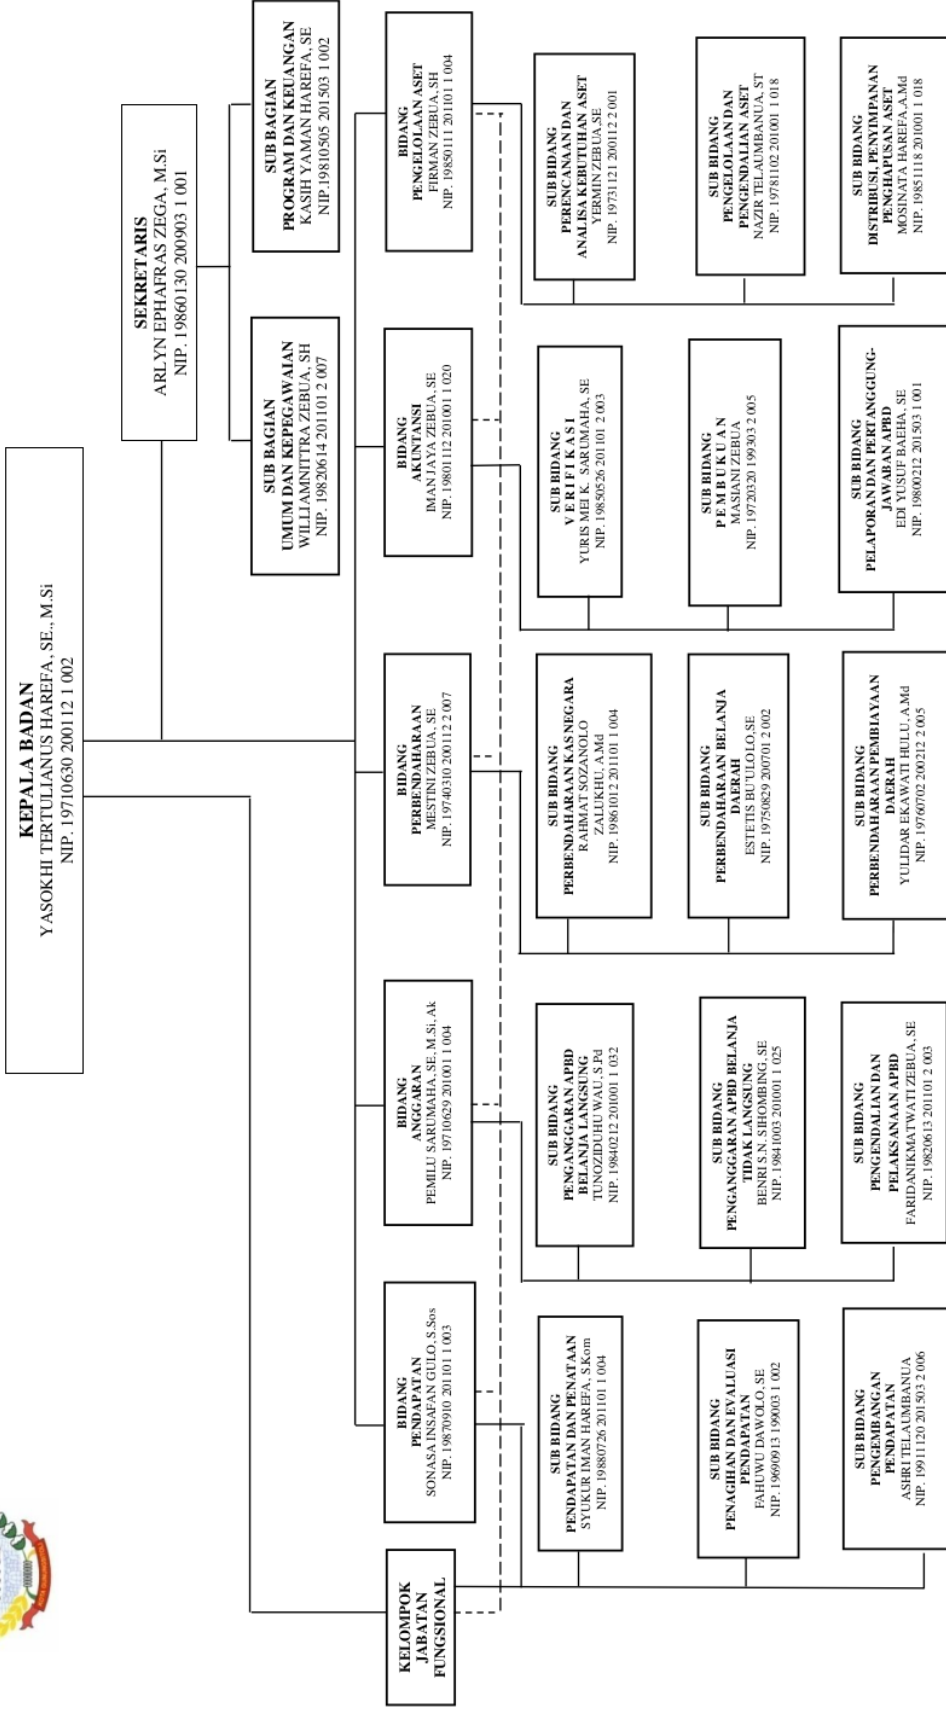 KEPALA BADAN
YASOKHI TERTULIANUS HAREFA, SE., M.Si
NIP. 19710630 200112 1 002
SEKRETARIS
ARLYN EPHAFRAS ZEGA, M.Si
NIP. 19860130 200903 1 001
SUB BAGIAN
UMUM DAN KEPEGAWAIAN
WILLIAMNITTRA ZEBUA, SH
NIP. 19820614 201101 2 007
SUB BAGIAN
PROGRAM DAN KEUANGAN
KASIH YAMAN HAREFA, SE
NIP.19810505 201503 1 002
KELOMPOK
JABATAN
FUNGSIONAL
BIDANG
PENDAPATAN
SONASA INSAFAN GULO, S.Sos
NIP. 19870910 201101 1 003
BIDANG
ANGGARAN
PEMILU SARUMAHA, SE, M.Si, Ak
NIP. 19710629 201001 1 004
BIDANG
PERBENDAHARAAN
MESTINI ZEBUA, SE
NIP. 19740310 200112 2 007
BIDANG
AKUNTANSI
IMAN JAYA ZEBUA, SE
NIP. 19801112 201001 1 020
BIDANG
PENGELOLAAN ASET
FIRMAN ZEBUA, SH
NIP. 19850111 201101 1 004
SUB BIDANG
PENDAPATAN DAN PENATAAN
SYUKUR IMAN HAREFA, S.Kom
NIP. 19880726 201101 1 004
SUB BIDANG
PENGANGGARAN APBD
BELANJA LANGSUNG
TUNOZIDUHU WAU, S.Pd
NIP. 19840212 201001 1 032
SUB BIDANG
PERBENDAHARAAN KAS NEGARA
RAHMAT SOZANOLO
ZALUKHU, A.Md
NIP. 19861012 201101 1 004
SUB BIDANG
V E R I F I K A S I
YURIS MEI K. SARUMAHA, SE
NIP. 19850526 201101 2 003
SUB BIDANG
PERENCANAAN DAN
ANALISA KEBUTUHAN ASET
YERMIN ZEBUA,SE
NIP. 19731121 200112 2 001
SUB BIDANG
PENAGIHAN DAN EVALUASI
PENDAPATAN
FAHUWU DAWOLO, SE
NIP. 19690913 199003 1 002
SUB BIDANG
PENGANGGARAN APBD BELANJA
TIDAK LANGSUNG
BENRI S.N. SIHOMBING, SE
NIP. 19841003 201001 1 025
SUB BIDANG
PERBENDAHARAAN BELANJA
DAERAH
ESTETIS BU'ULOLO,SE
NIP. 19750829 200701 2 002
SUB BIDANG
P E M B U K U A N
MASIANI ZEBUA
NIP. 19720320 199303 2 005
SUB BIDANG
PENGELOLAAN DAN
PENGENDALIAN ASET
NAZIR TELAUMBANUA, ST
NIP. 19781102 201001 1 018
SUB BIDANG
PENGEMBANGAN
PENDAPATAN
ASHRI TELAUMBANUA
NIP. 19911120 201503 2 006
SUB BIDANG
PENGENDALIAN DAN
PELAKSANAAN APBD
FARIDANIKMATWATI ZEBUA, SE
NIP. 19820613 201101 2 003
SUB BIDANG
PERBENDAHARAAN PEMBIAYAAN
DAERAH
YULIDAR EKAWATI HULU, A.Md
NIP. 19760702 200212 2 005
SUB BIDANG
PELAPORAN DAN PERTANGGUNG-
JAWABAN APBD
EDI YUSUF BAEHA, SE
NIP. 19800212 201503 1 001
SUB BIDANG
DISTRIBUSI, PENYIMPANAN
PENGHAPUSAN ASET
MOSINATA HAREFA,A.Md
NIP. 19851118 201001 1 018